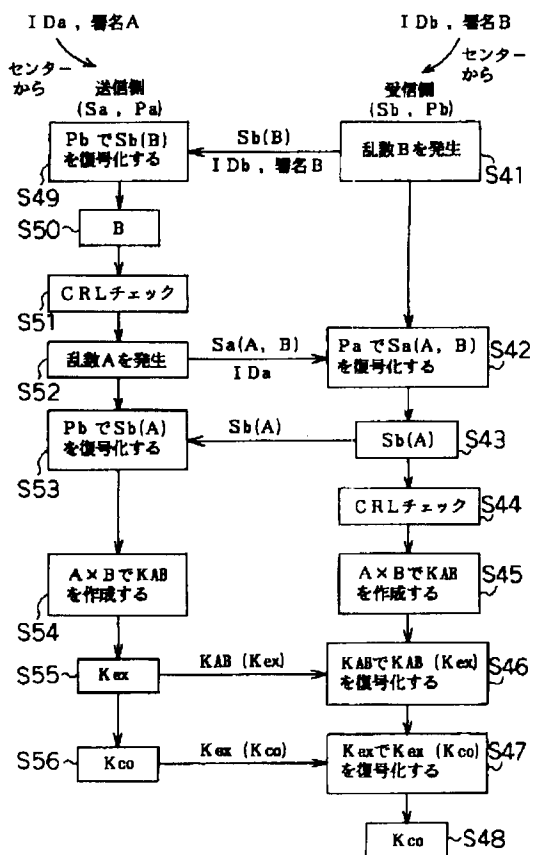 IDa,署名A
IDb,署名B
センター
から
送信側
(Sa,Pa)
受信側
(Sb,Pb)
センター
から
PbでSb(B)
を復号化する
S49
Sb(B)
IDb,署名B
乱数Bを発生
S41
S50
B
CRLチェック
S51
乱数Aを発生
S52
Sa(A,B)
IDa
PaでSa(A,B)
を復号化する
S42
PbでSb(A)
を復号化する
S53
Sb(A)
Sb(A)
S43
CRLチェック
S44
A×BでKAB
を作成する
S54
A×BでKAB
を作成する
S45
S55
Kex
KAB(Kex)
KABでKAB(Kex)
を復号化する
S46
S56
Kco
Kex(Kco)
KexでKex(Kco)
を復号化する
S47
Kco
S48